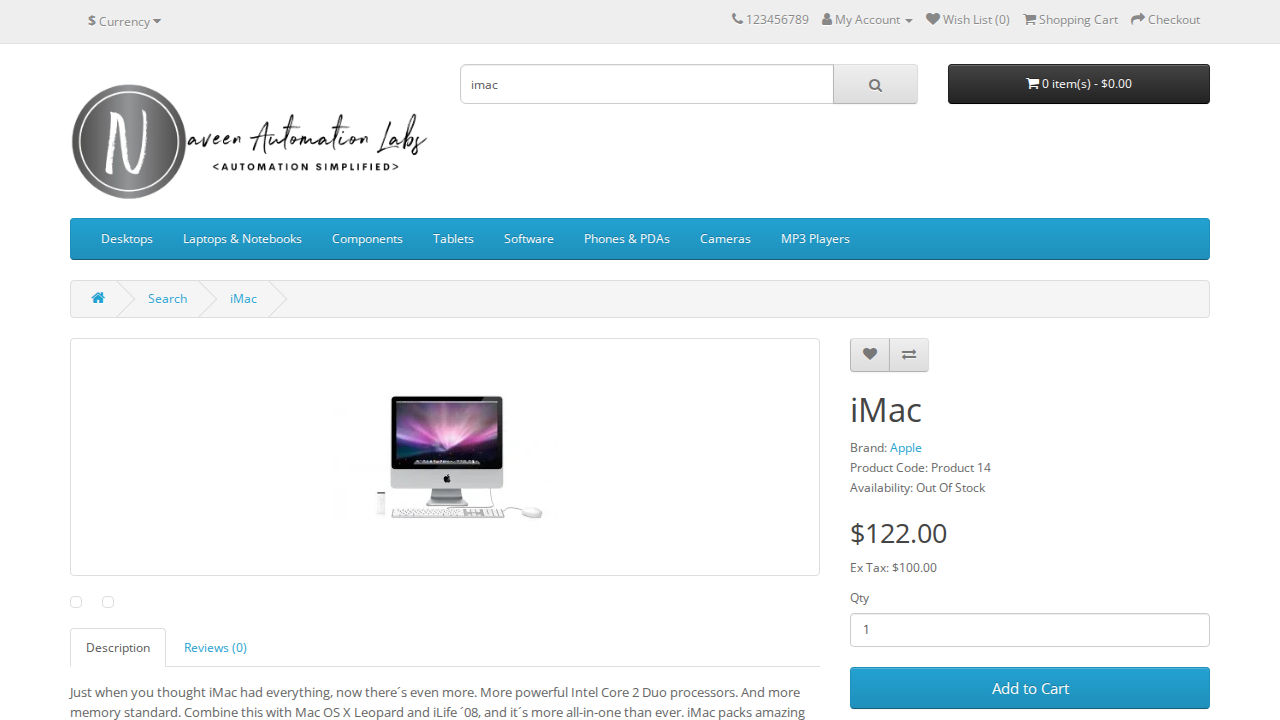 $ Currency
123456789 My Account Wish List (0) Shopping Cart Checkout
imac
0 item(s) - $0.00
N
aveen Automation Labs
<AUTOMATION SIMPLIFIED>
Desktops Laptops & Notebooks Components Tablets Software Phones & PDAs Cameras MP3 Players
Search iMac
iMac
Brand: Apple
Product Code: Product 14
Availability: Out Of Stock
$122.00
Ex Tax: $100.00
Qty
1
Add to Cart
Description Reviews (0)
Just when you thought iMac had everything, now there´s even more. More powerful Intel Core 2 Duo processors. And more
memory standard. Combine this with Mac OS X Leopard and iLife ´08, and it´s more all-in-one than ever. iMac packs amazing